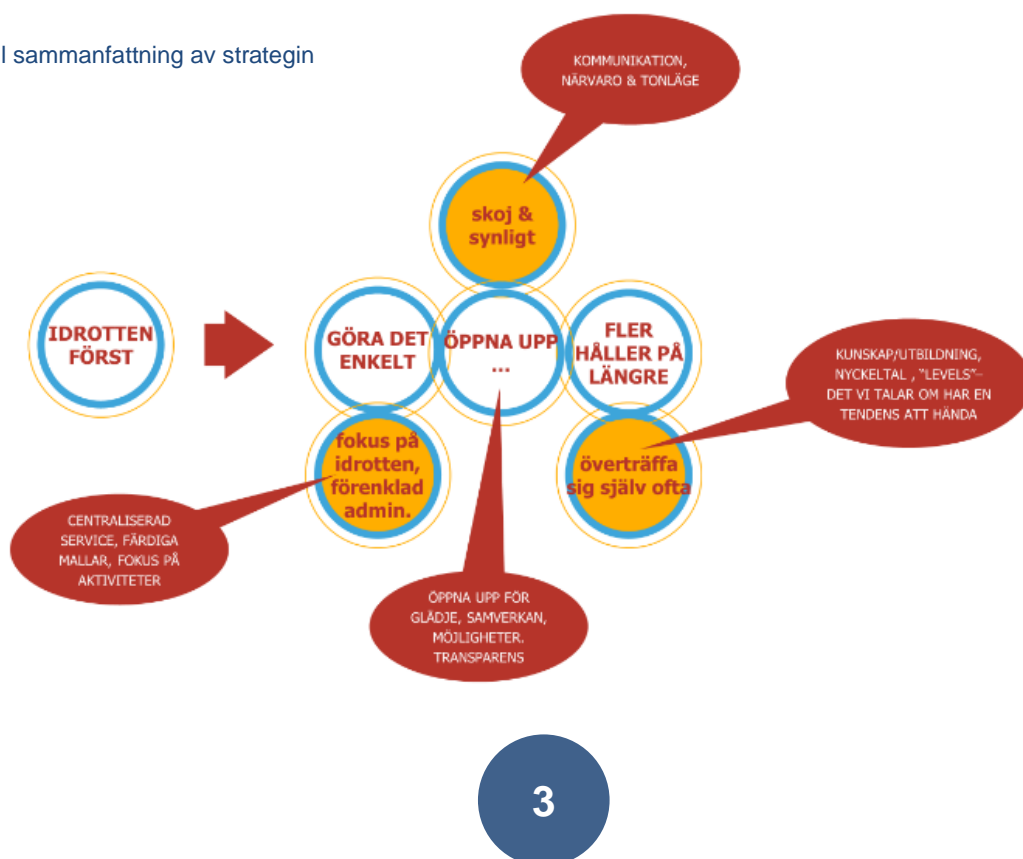 I sammanfattning av strategin
KOMMUNIKATION,
NÄRVARO & TONLÄGE
skoj &
synligt
IDROTTEN
FÖRST
GÖRA DET
ENKELT
ÖPPNA UPP
...
FLER
HÅLLER PÅ
LÄNGRE
KUNSKAP/UTBILDNING,
NYCKELTAL , "LEVELS"–
DET VI TALAR OM HAR EN
TENDENS ATT HÄNDA
fokus på
idrotten,
förenklad
admin.
överträffa
sig själv ofta
CENTRALISERAD
SERVICE, FÄRDIGA
MALLAR, FOKUS PÅ
AKTIVITETER
ÖPPNA UPP FÖR
GLÄDJE, SAMVERKAN,
MÖJLIGHETER.
TRANSPARENS
3